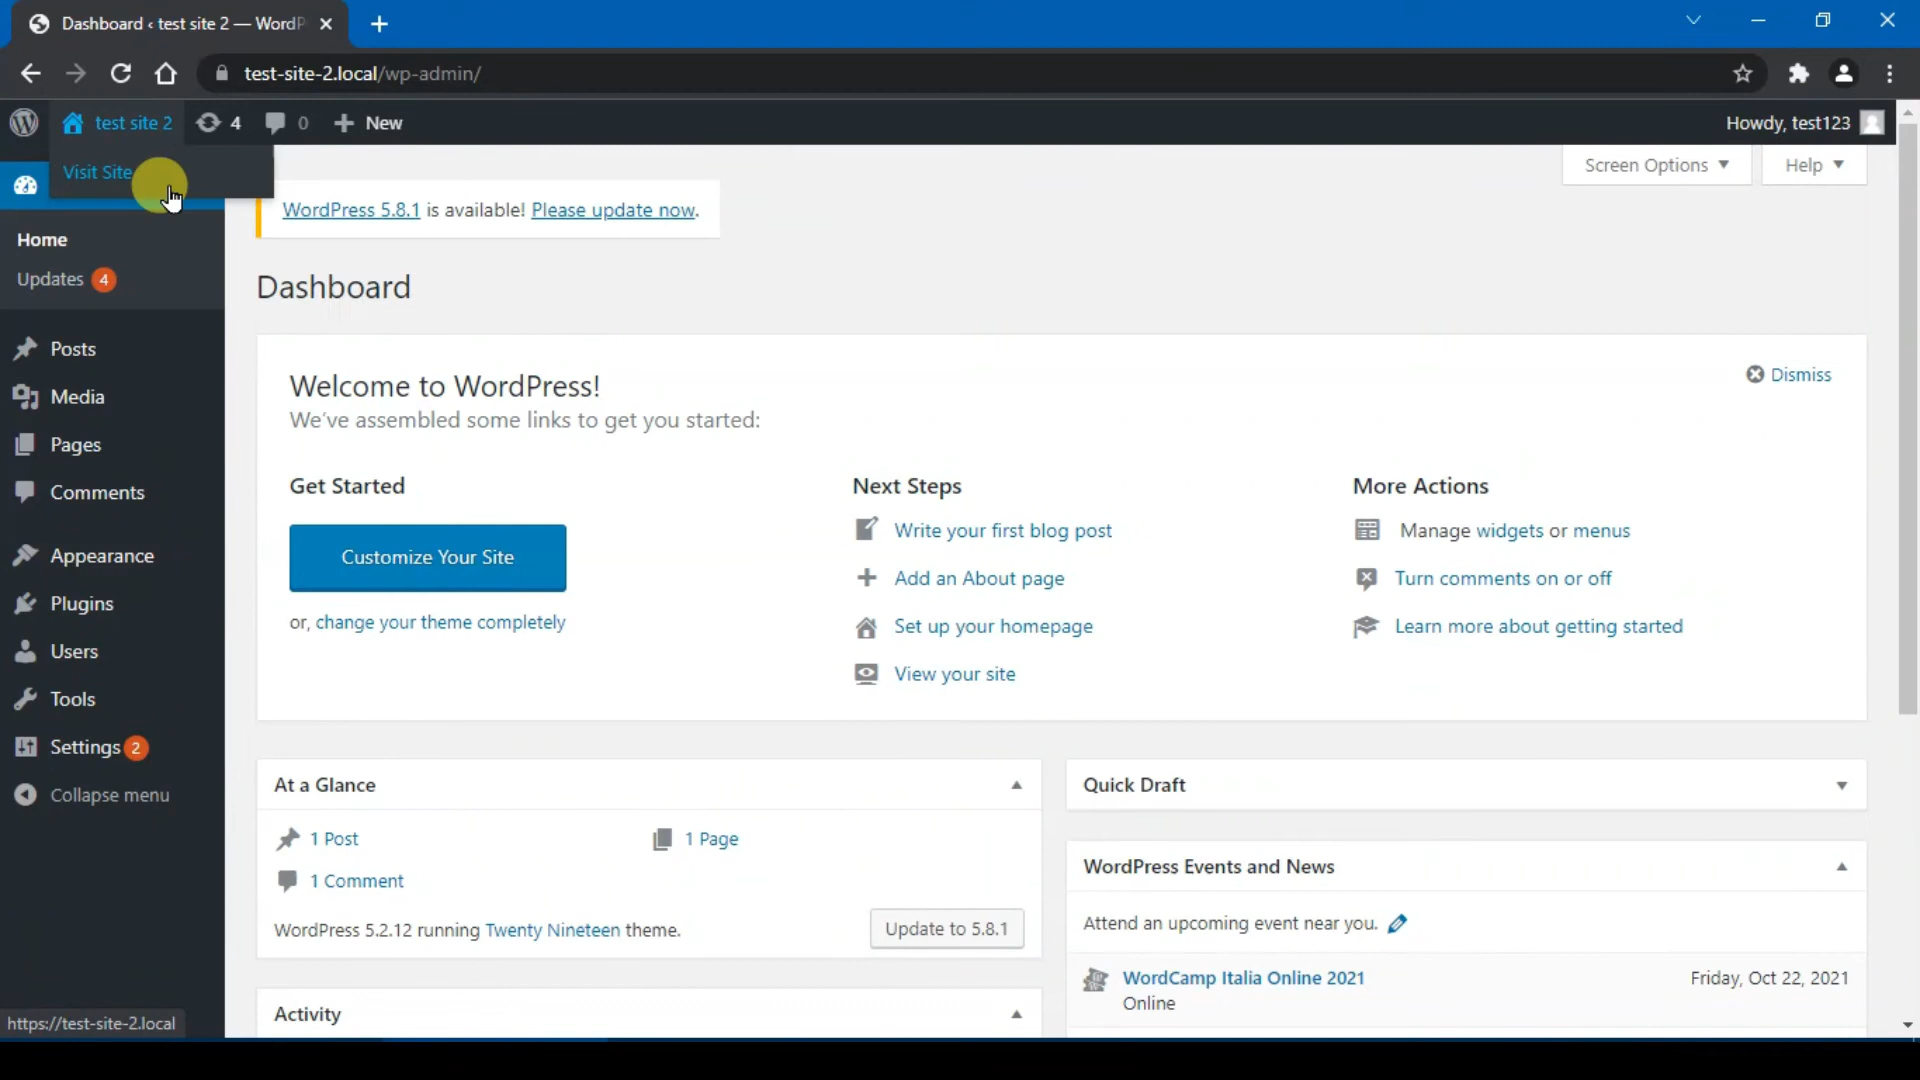 Dashboard ‹ test site 2 — WordP
test-site-2.local/wp-admin/
test site 2
4
0
New
Howdy, test123
Visit Site
Screen Options
Help
WordPress 5.8.1 is available! Please update now.
Home
Updates 4
Posts
Media
Pages
Comments
Appearance
Plugins
Users
Tools
Settings 2
Collapse menu
Dashboard
Welcome to WordPress!
Dismiss
We've assembled some links to get you started:
Get Started
Customize Your Site
or, change your theme completely
Next Steps
Write your first blog post
Add an About page
Set up your homepage
View your site
More Actions
Manage widgets or menus
Turn comments on or off
Learn more about getting started
At a Glance
1 Post
1 Page
1 Comment
WordPress 5.2.12 running Twenty Nineteen theme.
Update to 5.8.1
Activity
Quick Draft
WordPress Events and News
Attend an upcoming event near you.
WordCamp Italia Online 2021
Friday, Oct 22, 2021
Online
https://test-site-2.local